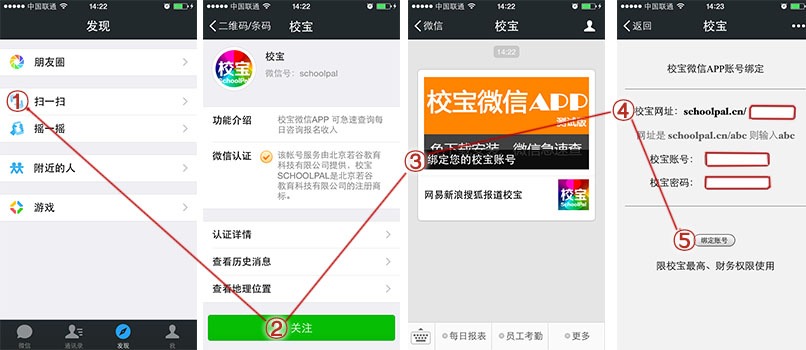 中国联通 14:22
发现
朋友圈
① 扫一扫
摇一摇
附近的人
游戏
微信 通讯录 发现 我
中国联通 14:22
二维码/条码 校宝
校宝
SchoolPal
校宝
微信号：schoolpal
功能介绍 校宝微信APP 可急速查询每
日咨询报名收人
微信认证 该帐号服务由北京若谷
教育科技有限公司提供，校宝
SCHOOLPAL是北京若谷
教育科技有限公司的注册商
标。
认证详情
查看历史消息
查看地理位置
② 关注
中国联通 14:22
微信 校宝
14:22
校宝微信APP
测试版
免下载安装 微信急速查
③ 绑定您的校宝账号
网易新浪搜狐报道校宝
校宝
SchoolPal
每日报表 员工考勤 更多
中国联通 14:23
返回 校宝
校宝微信APP账号绑定
④ 校宝网址：schoolpal.cn/
网址是 schoolpal.cn/abc 则输入abc
校宝账号：
校宝密码：
⑤ 绑定账号
限校宝最高、财务权限使用